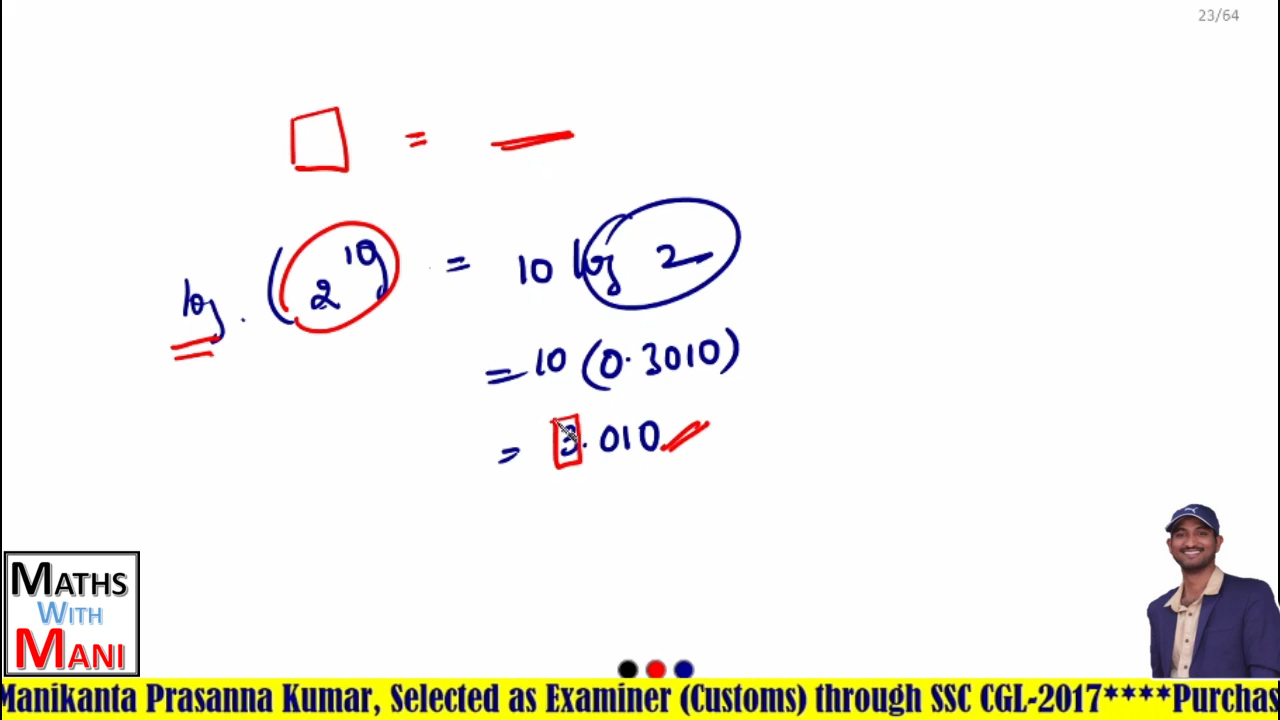 23/64
□ = —
log (2^10) = 10 log 2
= 10 (0.3010)
= 3.010
MATHS
WITH
MANI
Manikanta Prasanna Kumar, Selected as Examiner (Customs) through SSC CGL-2017****Purchas